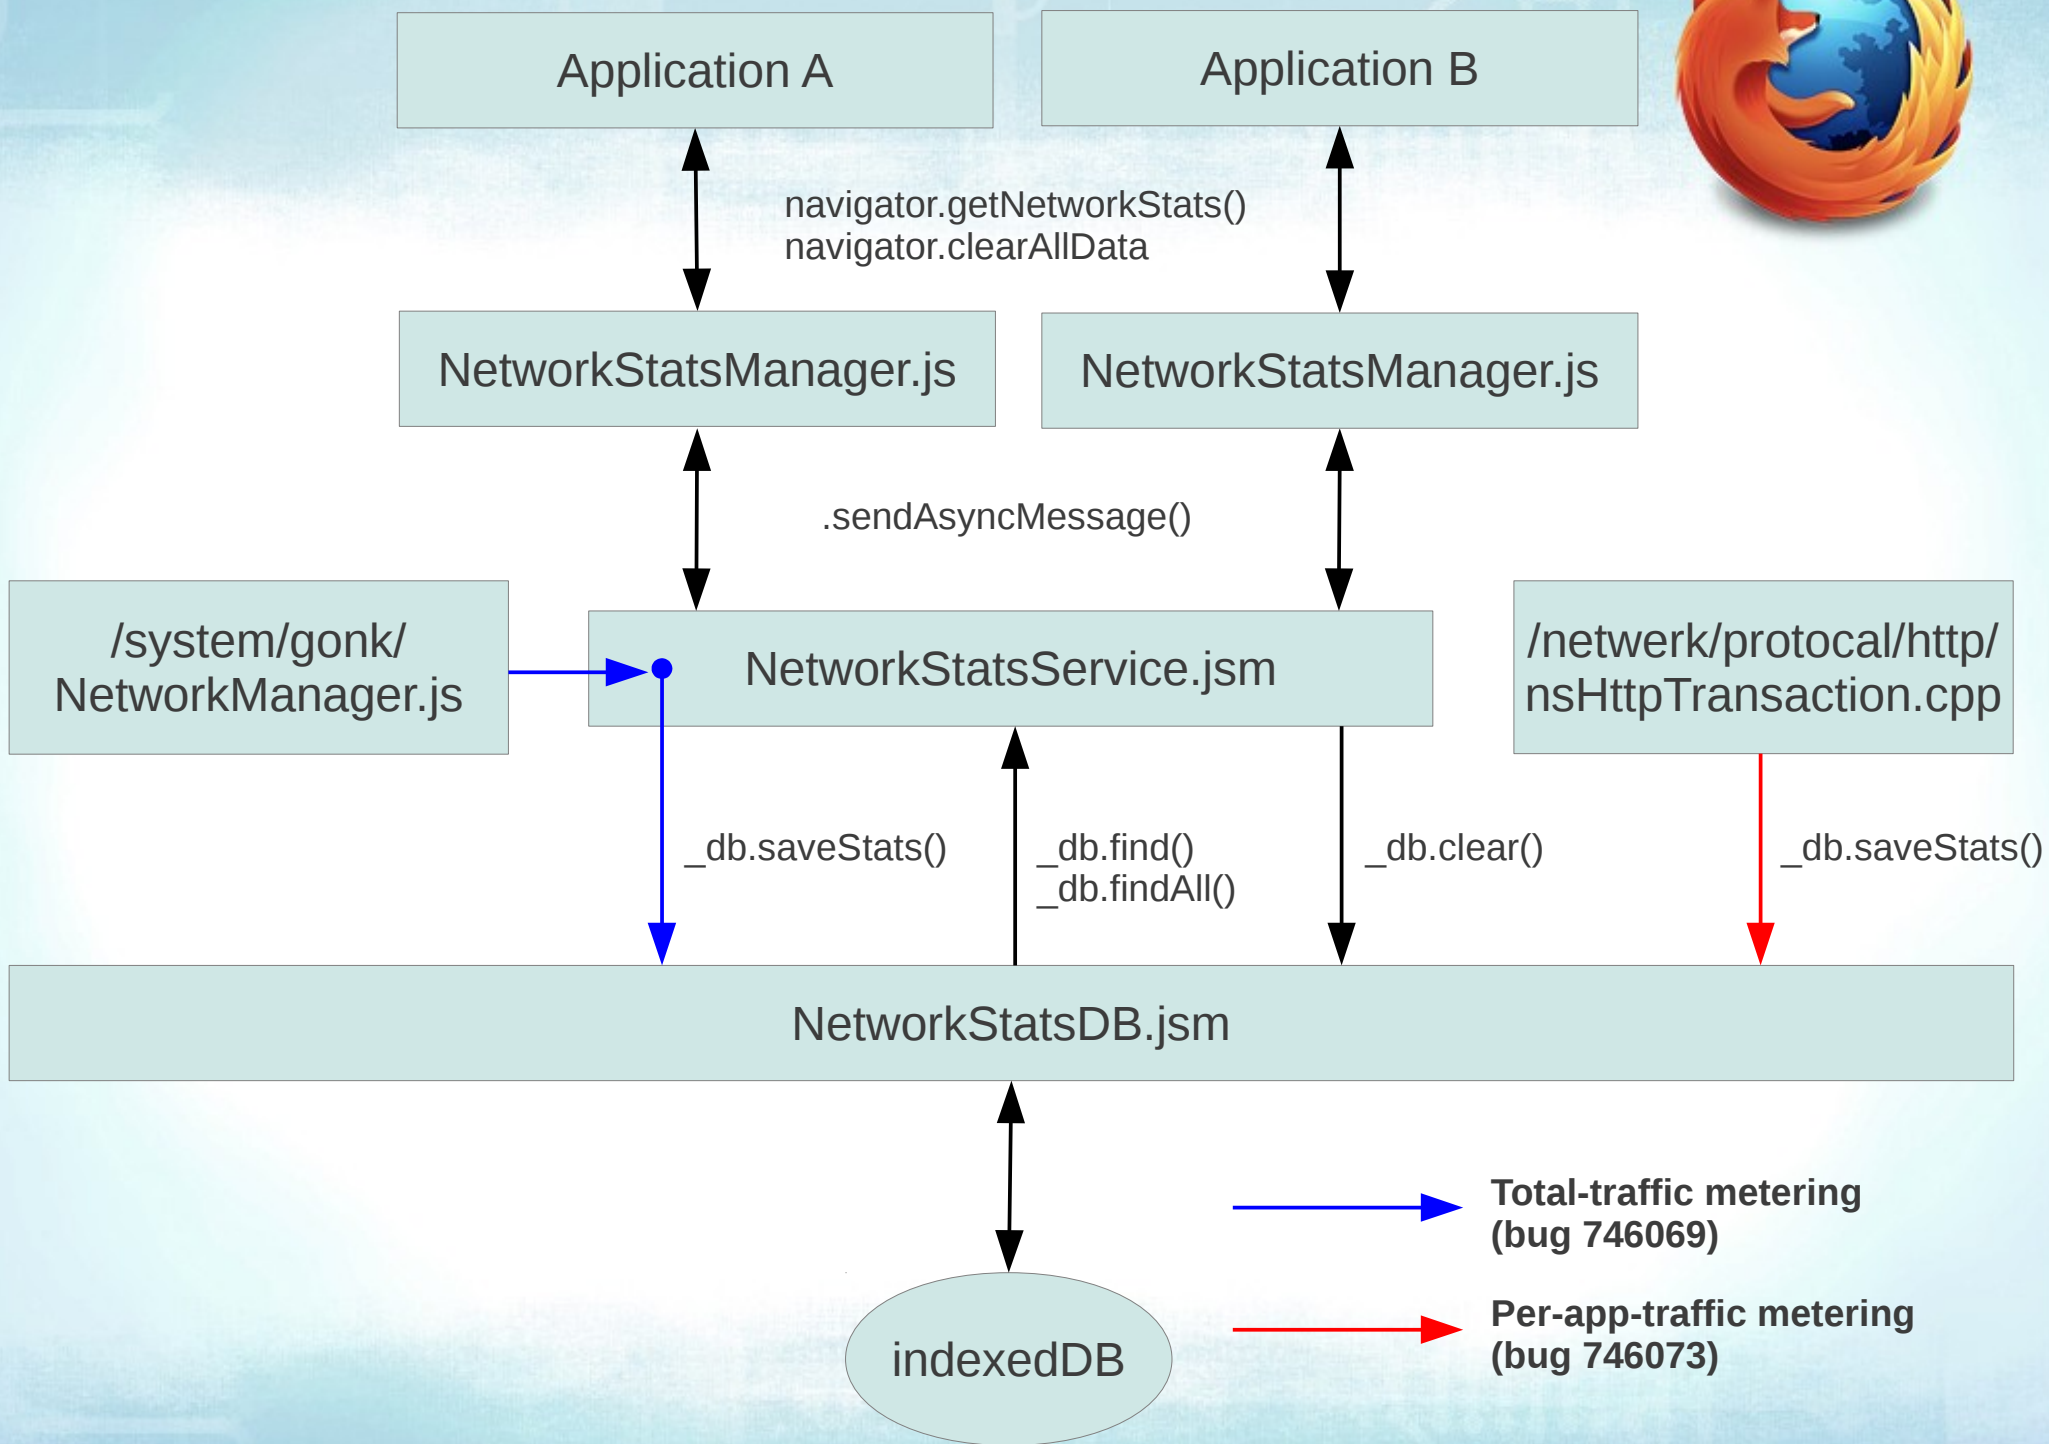 Application A
Application B
navigator.getNetworkStats()
navigator.clearAllData
NetworkStatsManager.js
NetworkStatsManager.js
.sendAsyncMessage()
/system/gonk/
NetworkManager.js
NetworkStatsService.jsm
/netwerk/protocal/http/
nsHttpTransaction.cpp
_db.saveStats()
_db.find()
_db.findAll()
_db.clear()
_db.saveStats()
NetworkStatsDB.jsm
Total-traffic metering
(bug 746069)
Per-app-traffic metering
(bug 746073)
indexedDB